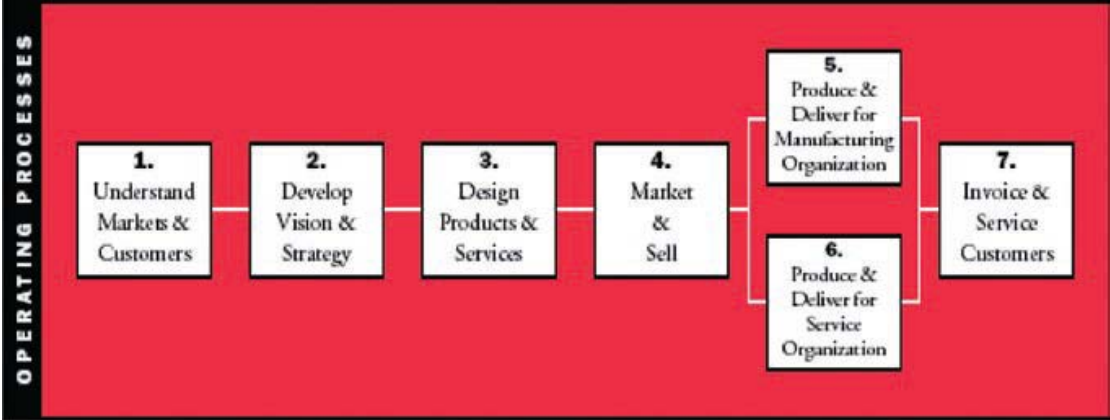 OPERATING PROCESSES
1.
Understand
Markets &
Customers
2.
Develop
Vision &
Strategy
3.
Design
Products &
Services
4.
Market
&
Sell
5.
Produce &
Deliver for
Manufacturing
Organization
6.
Produce &
Deliver for
Service
Organization
7.
Invoice &
Service
Customers